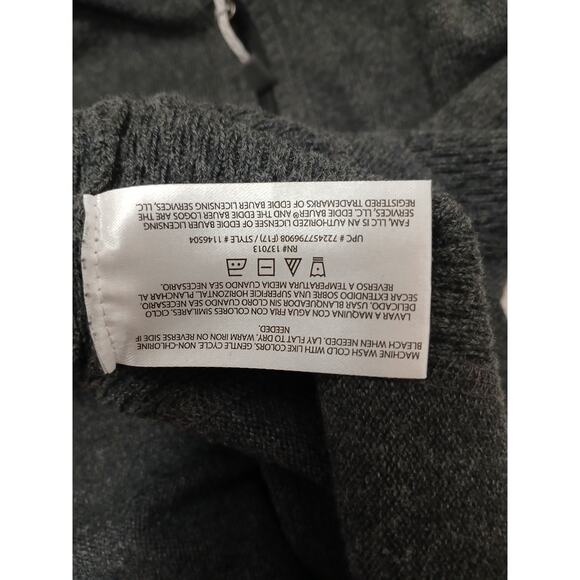 MACHINE WASH COLD WITH LIKE COLORS, GENTLE CYCLE. NON-CHLORINE
BLEACH WHEN NEEDED. LAY FLAT TO DRY. WARM IRON ON REVERSE SIDE IF
NEEDED.
LAVAR A MAQUINA CON AGUA FRIA CON COLORES SIMILARES, CICLO
DELICADO. BLANQUEADOR SIN CLORO CUANDO SEA NECESARIO.
SECAR EXTENDIDO SOBRE UNA SUPERFICIE HORIZONTAL. PLANCHAR AL
REVERSO A TEMPERATURA MEDIA CUANDO SEA NECESARIO.
RN# 137013
UPC # 722457796908 (F17) / STYLE # 1146504
FAM, LLC IS AN AUTHORIZED LICENSEE OF EDDIE BAUER LICENSING
SERVICES, LLC. EDDIE BAUER® AND THE EDDIE BAUER LOGOS ARE THE
REGISTERED TRADEMARKS OF EDDIE BAUER LICENSING SERVICES, LLC.